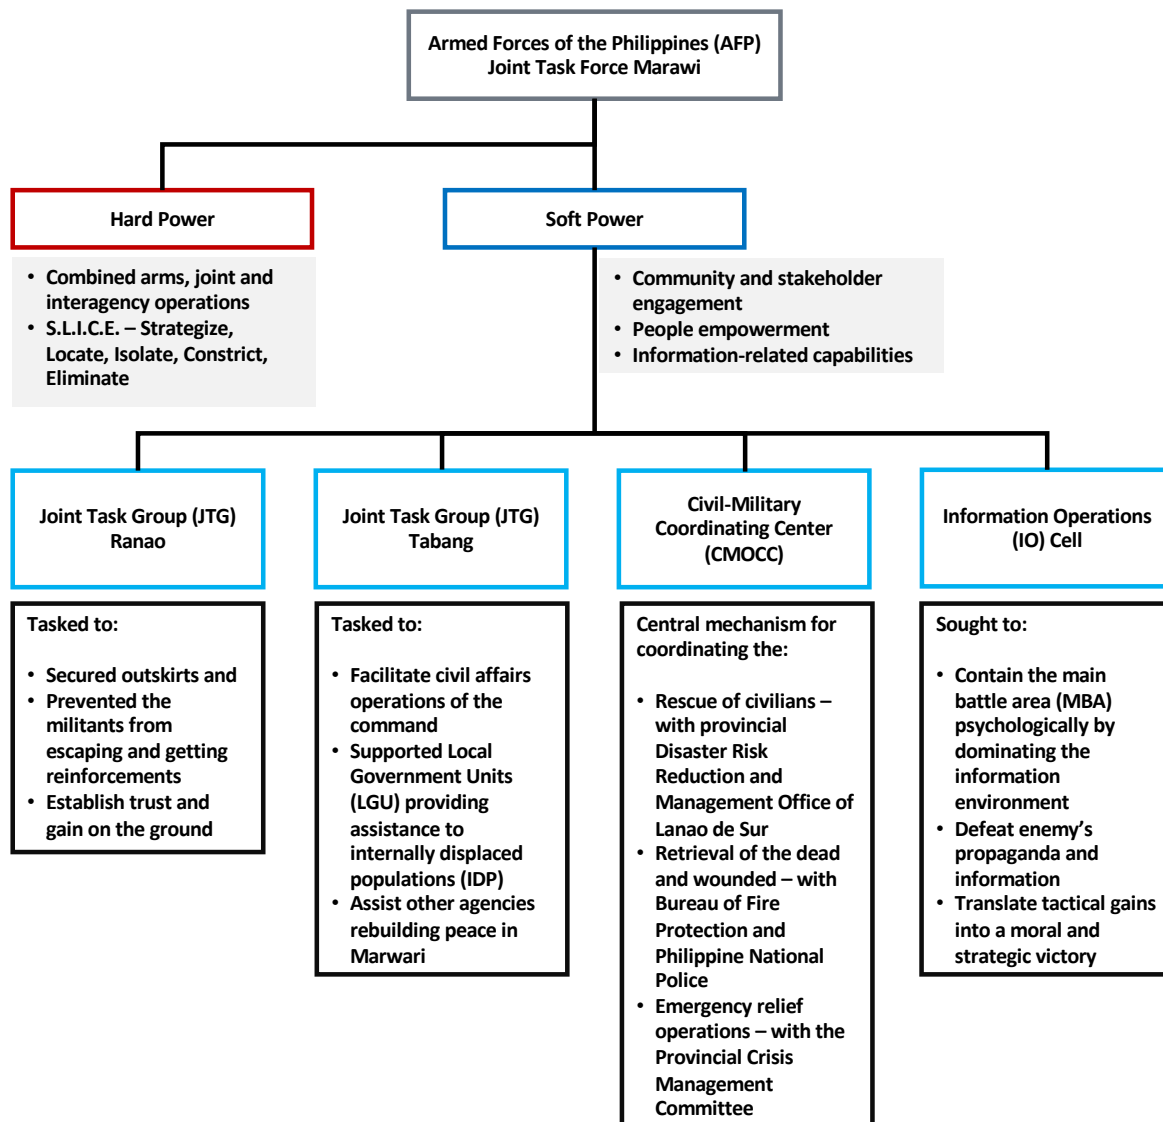 Armed Forces of the Philippines (AFP)
Joint Task Force Marawi
Hard Power
Soft Power
• Combined arms, joint and
interagency operations
• S.L.I.C.E. – Strategize,
Locate, Isolate, Constrict,
Eliminate
• Community and stakeholder
engagement
• People empowerment
• Information-related capabilities
Joint Task Group (JTG)
Ranao
Joint Task Group (JTG)
Tabang
Civil-Military
Coordinating Center
(CMOCC)
Information Operations
(IO) Cell
Tasked to:
• Secured outskirts and
• Prevented the
militants from
escaping and getting
reinforcements
• Establish trust and
gain on the ground
Tasked to:
• Facilitate civil affairs
operations of the
command
• Supported Local
Government Units
(LGU) providing
assistance to
internally displaced
populations (IDP)
• Assist other agencies
rebuilding peace in
Marwari
Central mechanism for
coordinating the:
• Rescue of civilians –
with provincial
Disaster Risk
Reduction and
Management Office of
Lanao de Sur
• Retrieval of the dead
and wounded – with
Bureau of Fire
Protection and
Philippine National
Police
• Emergency relief
operations – with the
Provincial Crisis
Management
Committee
Sought to:
• Contain the main
battle area (MBA)
psychologically by
dominating the
information
environment
• Defeat enemy’s
propaganda and
information
• Translate tactical gains
into a moral and
strategic victory